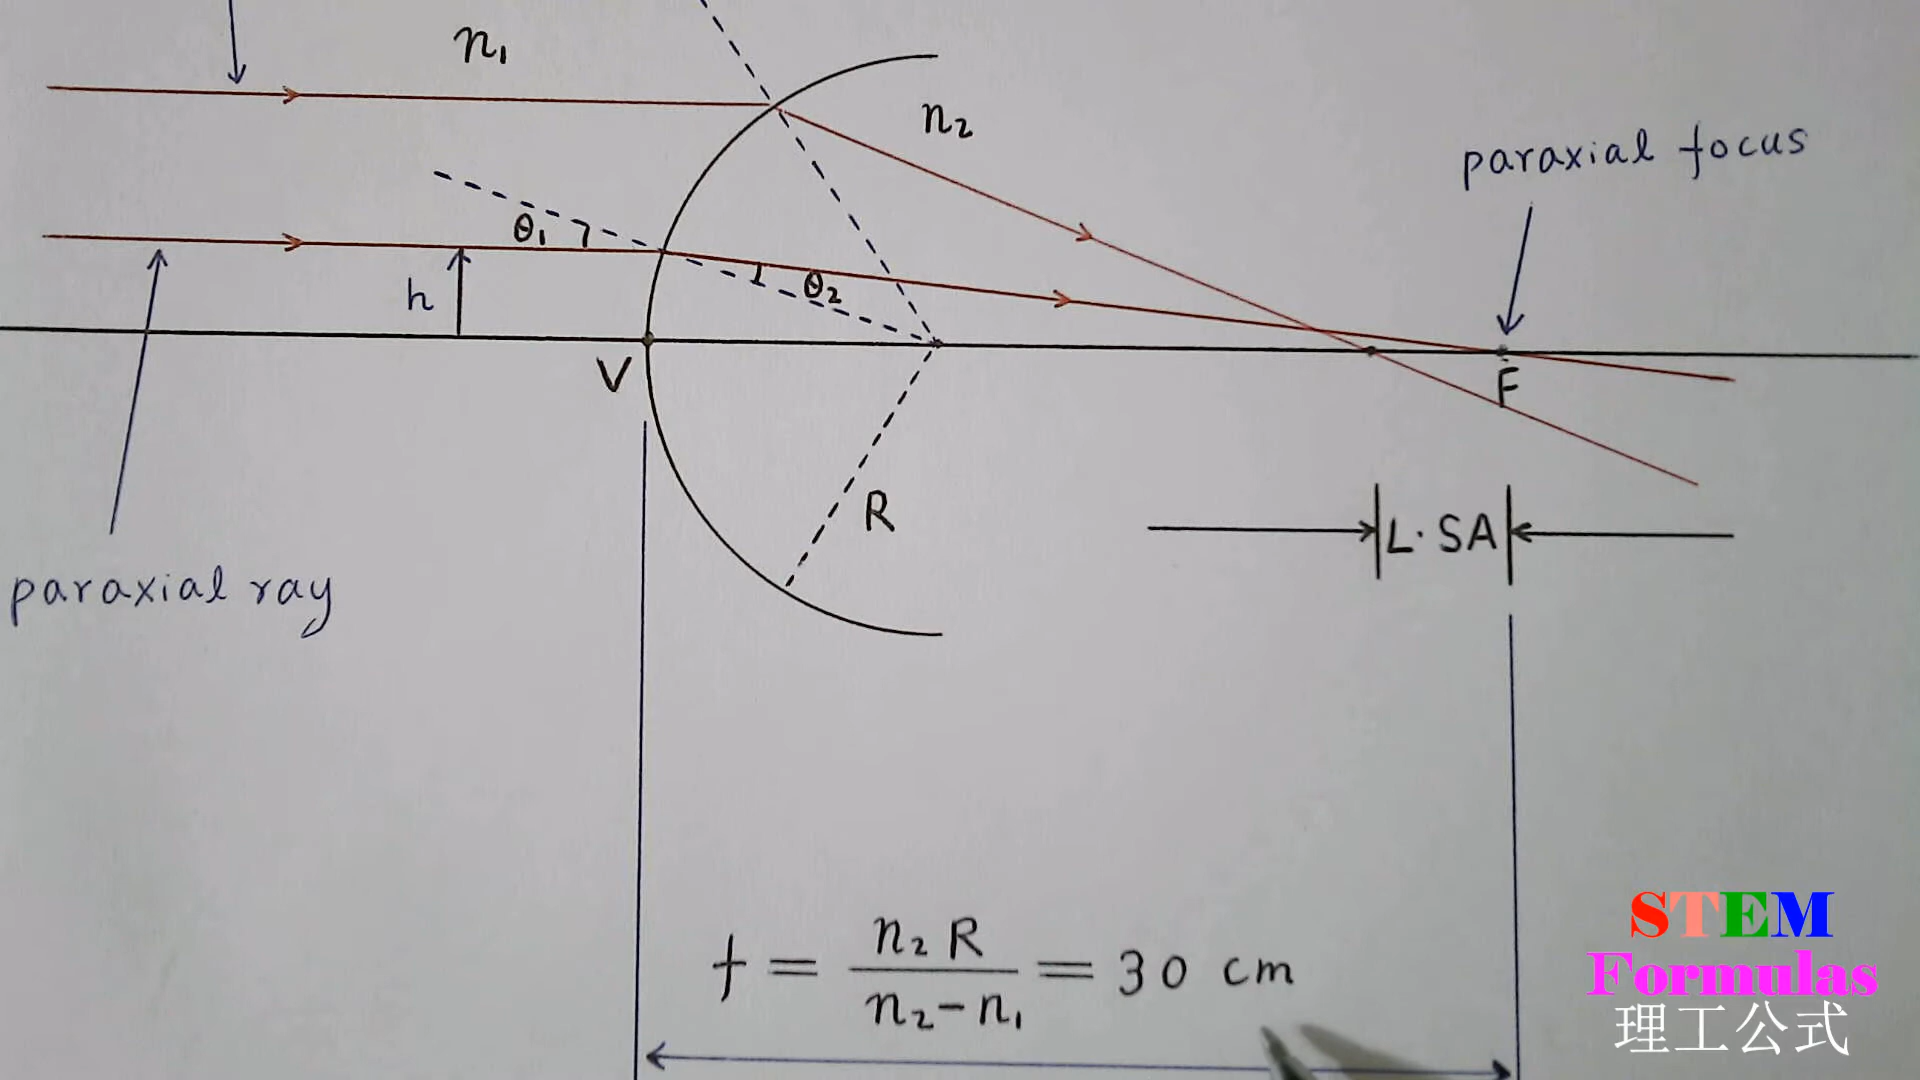 n₁
n₂
paraxial focus
θ₁
h
θ₂
V
F
R
L·SA
paraxial ray
f = n₂ R / n₂ - n₁ = 30 cm
STEM
Formulas
理工公式